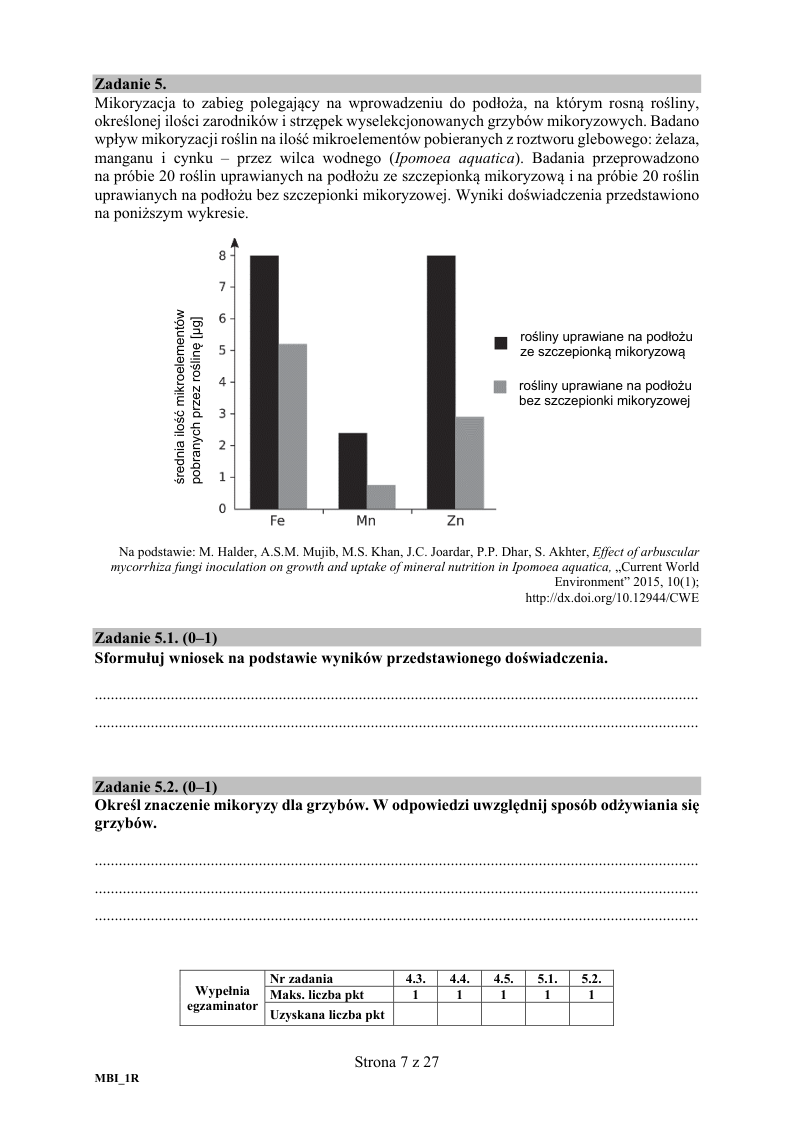 Zadanie 5.
Mikoryzacja to zabieg polegający na wprowadzeniu do podłoża, na którym rosną rośliny,
określonej ilości zarodników i strzępek wyselekcjonowanych grzybów mikoryzowych. Badano
wpływ mikoryzacji roślin na ilość mikroelementów pobieranych z roztworu glebowego: żelaza,
manganu i cynku – przez wilca wodnego (Ipomoea aquatica). Badania przeprowadzono
na próbie 20 roślin uprawianych na podłożu ze szczepionką mikoryzową i na próbie 20 roślin
uprawianych na podłożu bez szczepionki mikoryzowej. Wyniki doświadczenia przedstawiono
na poniższym wykresie.
średnia ilość mikroelementów
pobranych przez roślinę [µg]
8
7
6
5
4
3
2
1
0
Fe Mn Zn
rośliny uprawiane na podłożu
ze szczepionką mikoryzową
rośliny uprawiane na podłożu
bez szczepionki mikoryzowej
Na podstawie: M. Halder, A.S.M. Mujib, M.S. Khan, J.C. Joardar, P.P. Dhar, S. Akhter, Effect of arbuscular
mycorrhiza fungi inoculation on growth and uptake of mineral nutrition in Ipomoea aquatica, „Current World
Environment” 2015, 10(1);
http://dx.doi.org/10.12944/CWE
Zadanie 5.1. (0–1)
Sformułuj wniosek na podstawie wyników przedstawionego doświadczenia.
Zadanie 5.2. (0–1)
Określ znaczenie mikoryzy dla grzybów. W odpowiedzi uwzględnij sposób odżywiania się
grzybów.
Wypełnia
egzaminator
Nr zadania 4.3. 4.4. 4.5. 5.1. 5.2.
Maks. liczba pkt 1 1 1 1 1
Uzyskana liczba pkt
Strona 7 z 27
MBI_1R